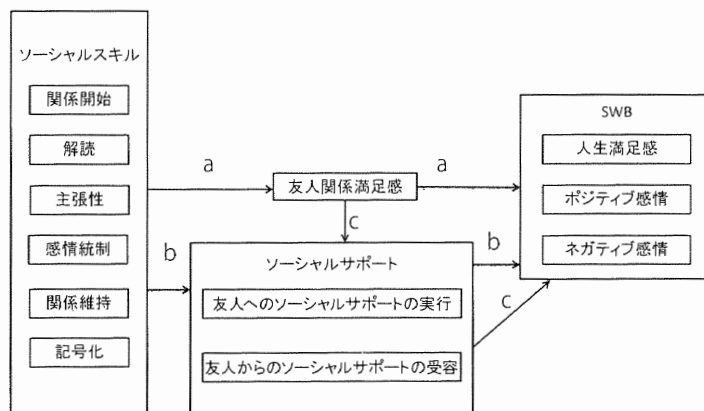 ソーシャルスキル
関係開始
解読
主張性
感情統制
関係維持
記号化
a
b
友人関係満足感
a
c
ソーシャルサポート
友人へのソーシャルサポートの実行
友人からのソーシャルサポートの受容
b
c
SWB
人生満足感
ポジティブ感情
ネガティブ感情